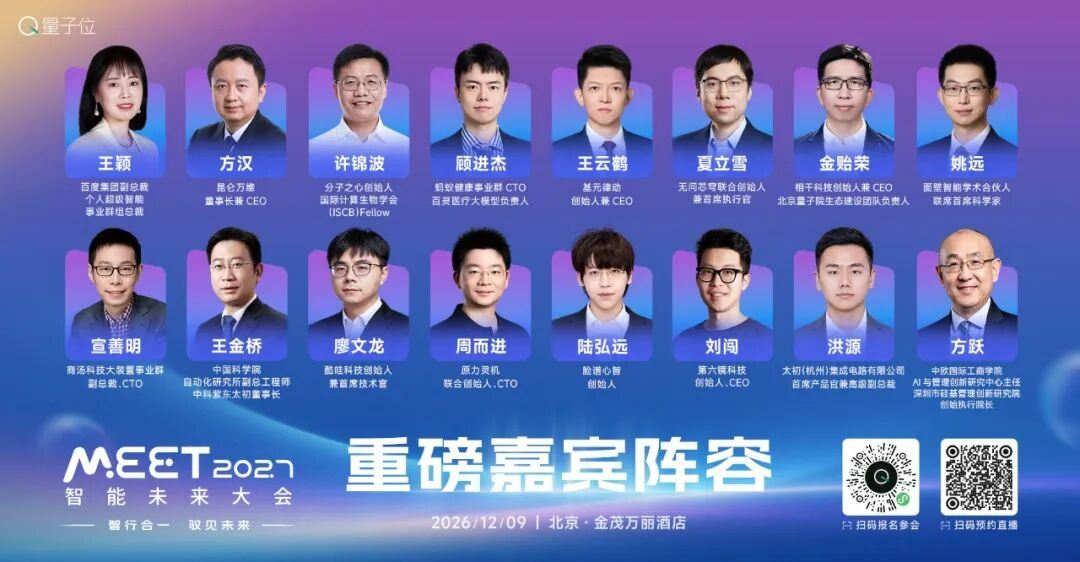 量子位
王颖
百度集团副总裁
个人超级智能
事业群组总裁
方汉
昆仑万维
董事长兼 CEO
许锦波
分子之心创始人
国际计算生物学会
(ISCB)Fellow
顾进杰
蚂蚁健康事业群 CTO
百灵医疗大模型负责人
王云鹤
基元律动
创始人兼 CEO
夏立雪
无问芯穹联合创始人
兼首席执行官
金贻荣
相干科技创始人兼 CEO
北京量子院生态建设团队负责人
姚远
面壁智能学术合伙人
联席首席科学家
宣善明
商汤科技大装置事业群
副总裁、CTO
王金桥
中国科学院
自动化研究所副总工程师
中科紫东太初董事长
廖文龙
酷哇科技创始人
兼首席技术官
周而进
原力灵机
联合创始人、CTO
陆弘远
脸谱心智
创始人
刘闯
第六镜科技
创始人、CEO
洪源
太初(杭州)集成电路有限公司
首席产品官兼高级副总裁
方跃
中欧国际工商学院
AI 与管理创新研究中心主任
深圳市硅基管理创新研究院
创始执行院长
MEET2027
智能未来大会
智行合一 驭见未来
重磅嘉宾阵容
2026/12/09 | 北京·金茂万丽酒店
扫码报名参会
扫码预约直播